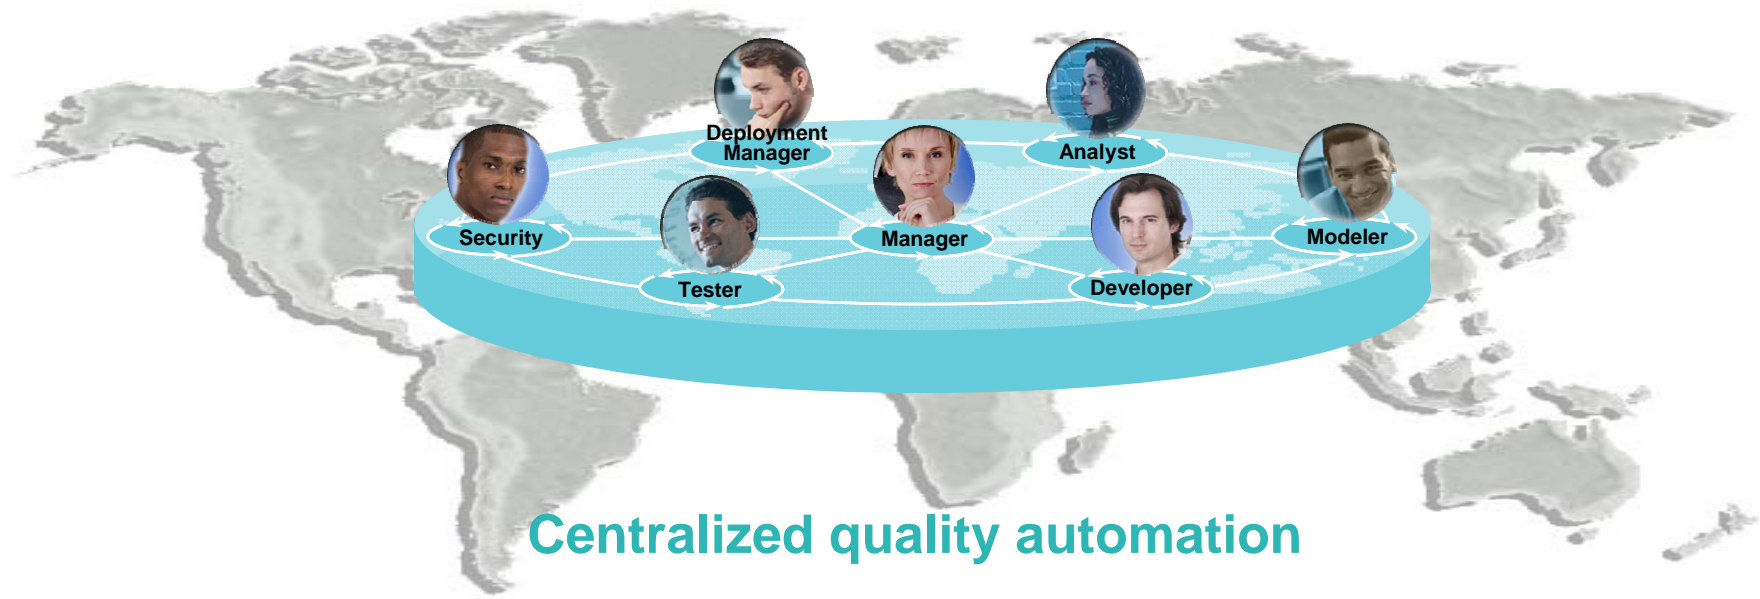 Deployment
Manager
Analyst
Security
Manager
Modeler
Tester
Developer
Centralized quality automation